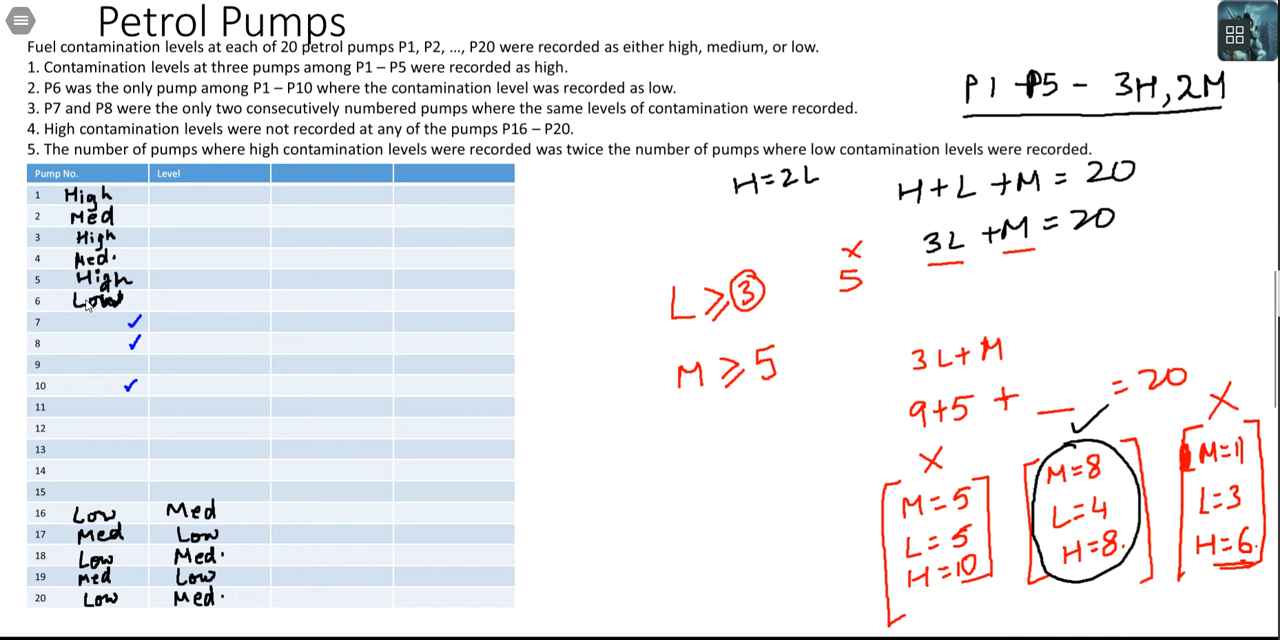 Petrol Pumps
Fuel contamination levels at each of 20 petrol pumps P1, P2, ..., P20 were recorded as either high, medium, or low.
1. Contamination levels at three pumps among P1 – P5 were recorded as high.
2. P6 was the only pump among P1 – P10 where the contamination level was recorded as low.
3. P7 and P8 were the only two consecutively numbered pumps where the same levels of contamination were recorded.
4. High contamination levels were not recorded at any of the pumps P16 – P20.
5. The number of pumps where high contamination levels were recorded was twice the number of pumps where low contamination levels were recorded.
P1 - P5 - 3H, 2M
Pump No. Level
1 High
2 Med
3 High
4 Med.
5 High
6 Low
7 ✓
8 ✓
9
10 ✓
11
12
13
14
15
16 Low Med
17 Med Low
18 Low Med.
19 Med Low
20 Low Med.
H=2L
H+L+M=20
3L+M=20
x
5
L≥3
M≥5
3L+M
9+5+ _ =20
x
M=5
L=5
H=10
✓
M=8
L=4
H=8.
X
M=11
L=3
H=6.